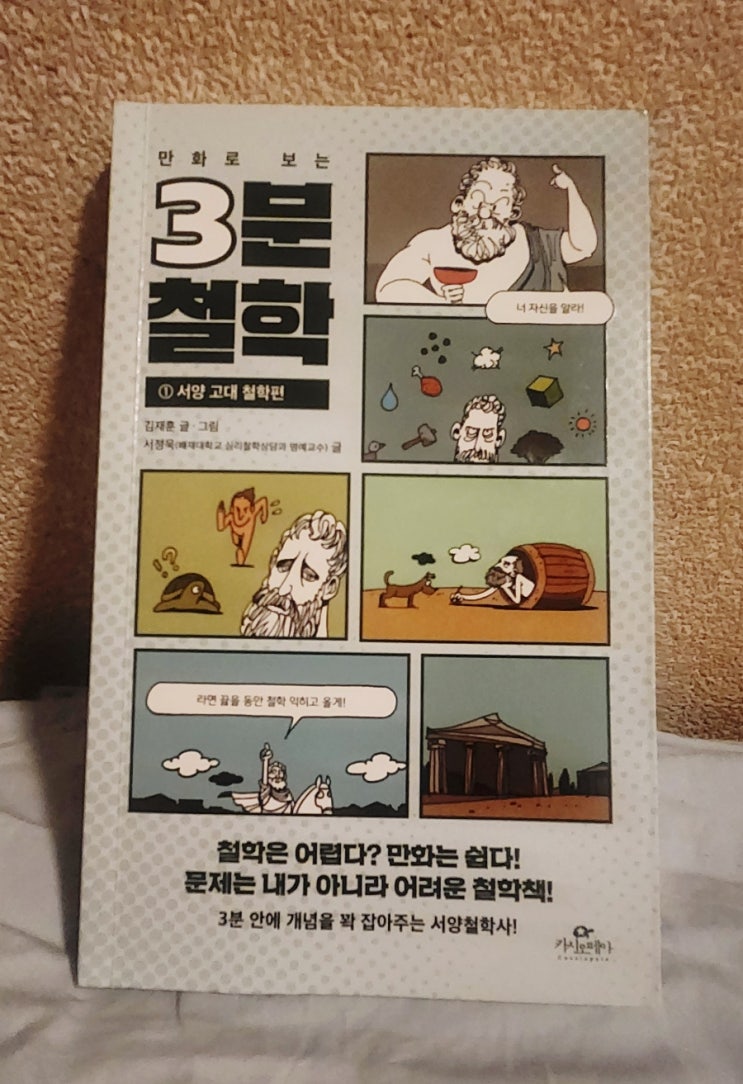 만화로 보는
3분
철학
① 서양 고대 철학편
김재훈 글·그림
서정욱(배재대학교 심리철학상담과 명예교수) 글
너 자신을 알라!
!?
라면 끓을 동안 철학 익히고 올게!
철학은 어렵다? 만화는 쉽다!
문제는 내가 아니라 어려운 철학책!
3분 안에 개념을 꽉 잡아주는 서양철학사!
카시오페아
Cassiopeia